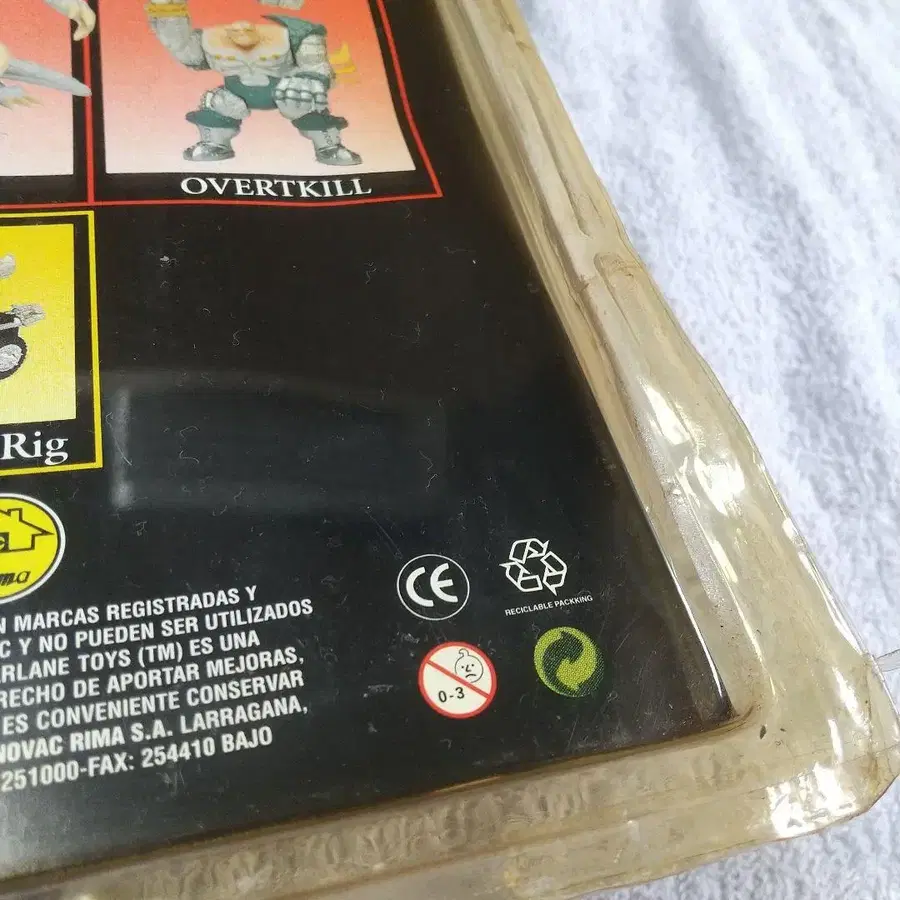 OVERTKILL
Rig
CE
RECICLABLE PACKKING
0-3
N MARCAS REGISTRADAS Y
C Y NO PUEDEN SER UTILIZADOS
RLANE TOYS (TM) ES UNA
RECHO DE APORTAR MEJORAS,
ES CONVENIENTE CONSERVAR
NOVAC RIMA S.A. LARRAGANA,
251000-FAX: 254410 BAJO